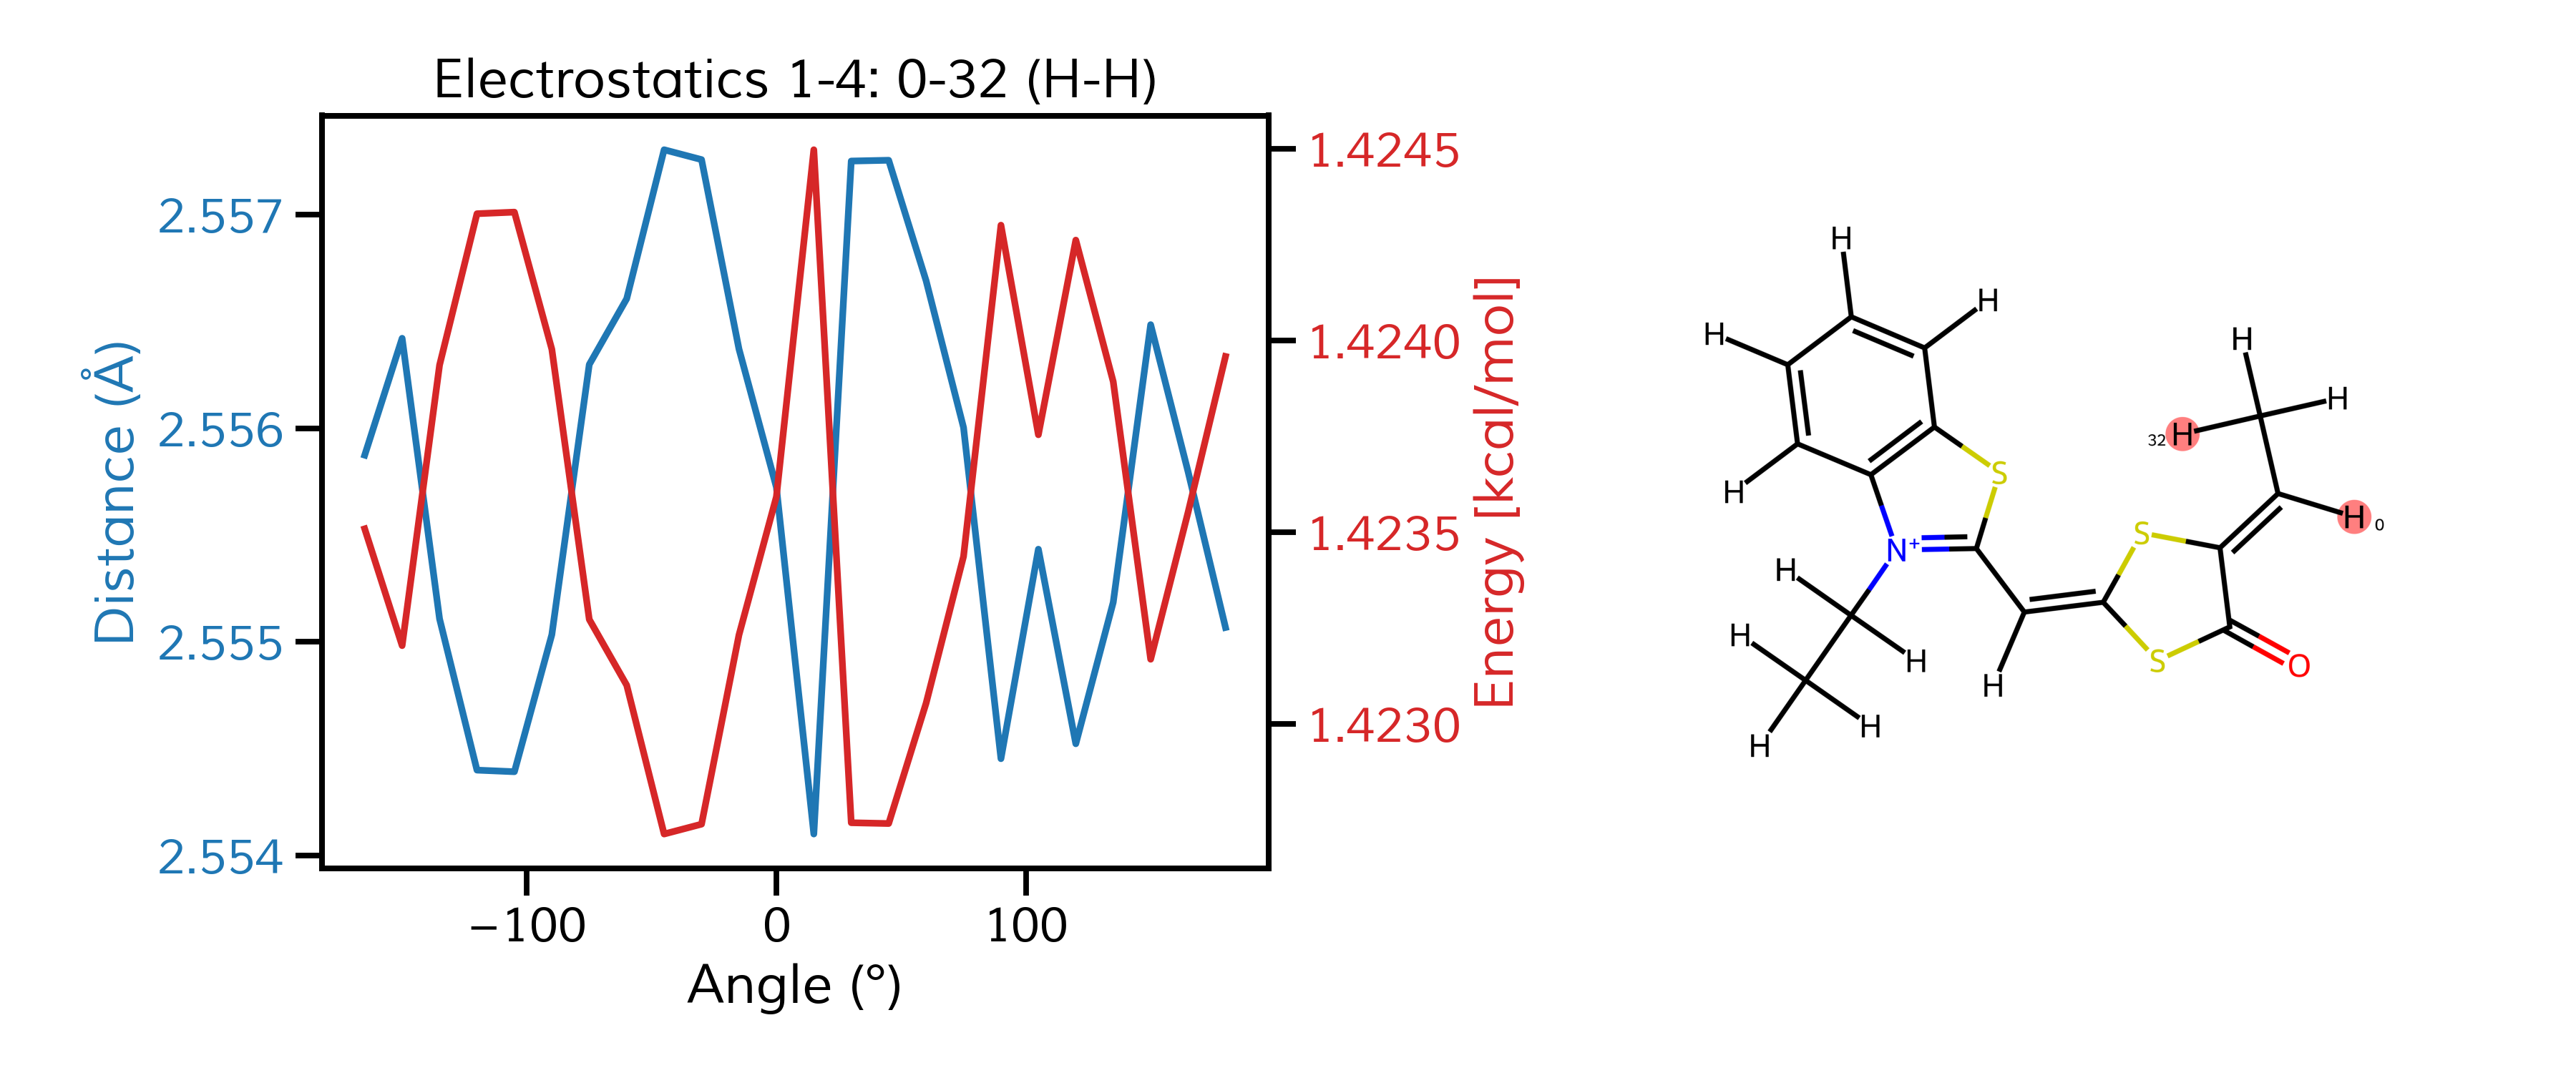 Electrostatics 1-4: 0-32 (H-H)
Distance (Å)
2.557
2.556
2.555
2.554
1.4245
1.4240
1.4235
1.4230
Energy [kcal/mol]
−100 0 100
Angle (°)
H
H
H
H
H
H
32 H
H 0
S
S
N+
H
H
H
H
S
O
H
H
H